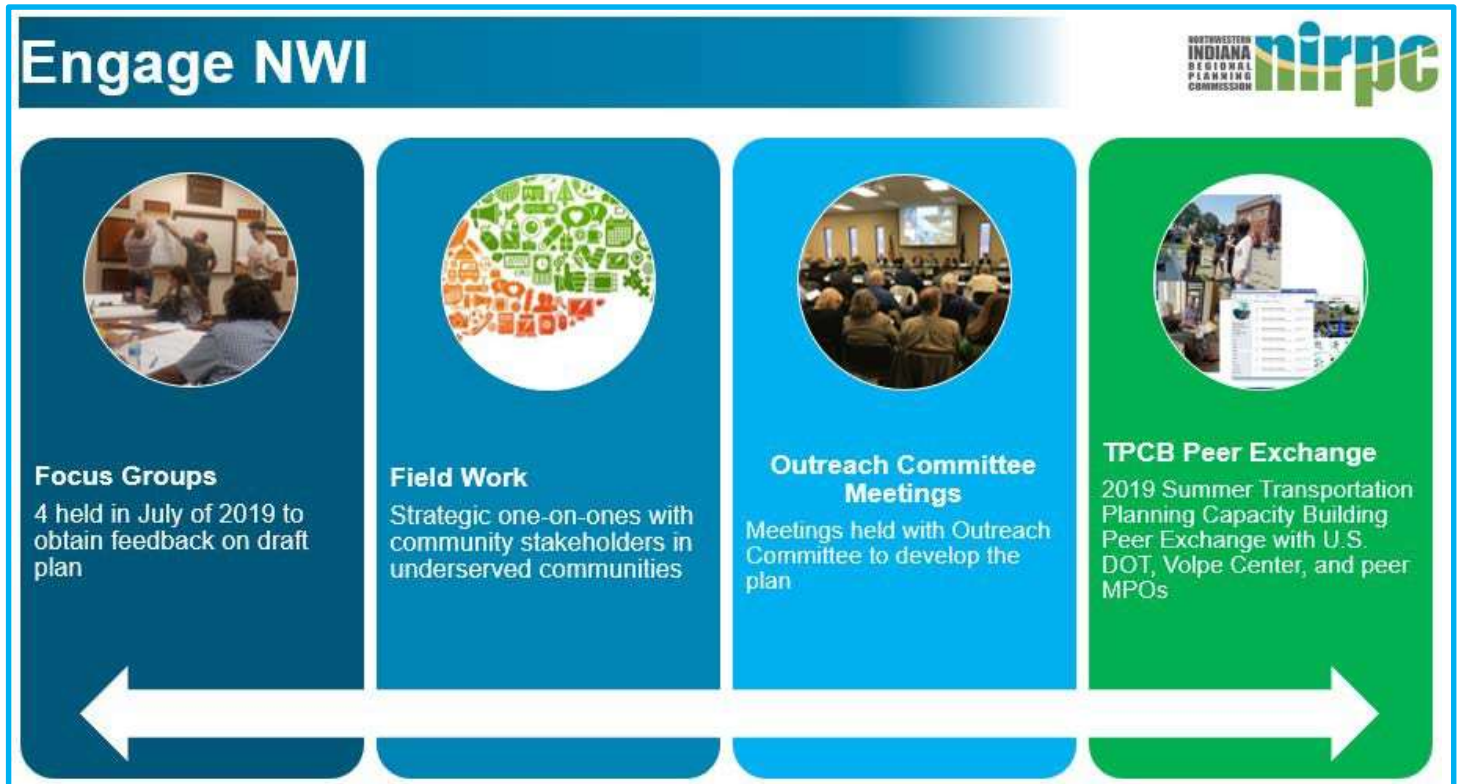 Engage NWI
NORTHWESTERN
INDIANA
REGIONAL
PLANNING
COMMISSION
nirpc
Focus Groups
4 held in July of 2019 to
obtain feedback on draft
plan
Field Work
Strategic one-on-ones with
community stakeholders in
underserved communities
Outreach Committee
Meetings
Meetings held with Outreach
Committee to develop the
plan
TPCB Peer Exchange
2019 Summer Transportation
Planning Capacity Building
Peer Exchange with U.S.
DOT, Volpe Center, and peer
MPOs